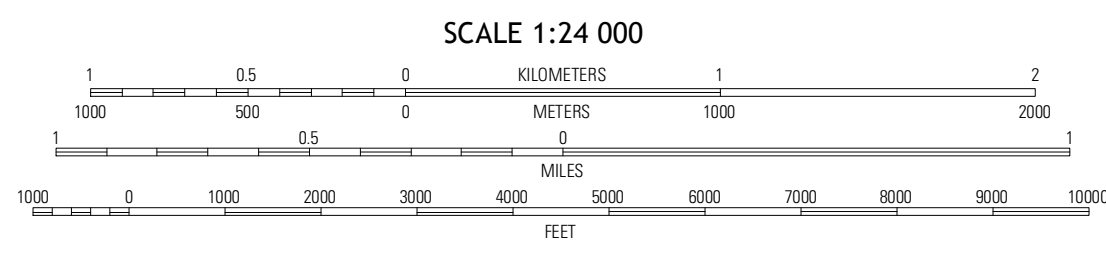 SCALE 1:24 000
1 0.5 0 KILOMETERS 1 2
1000 500 0 METERS 1000 2000
1 0.5 0 1
MILES
1000 0 1000 2000 3000 4000 5000 6000 7000 8000 9000 10000
FEET